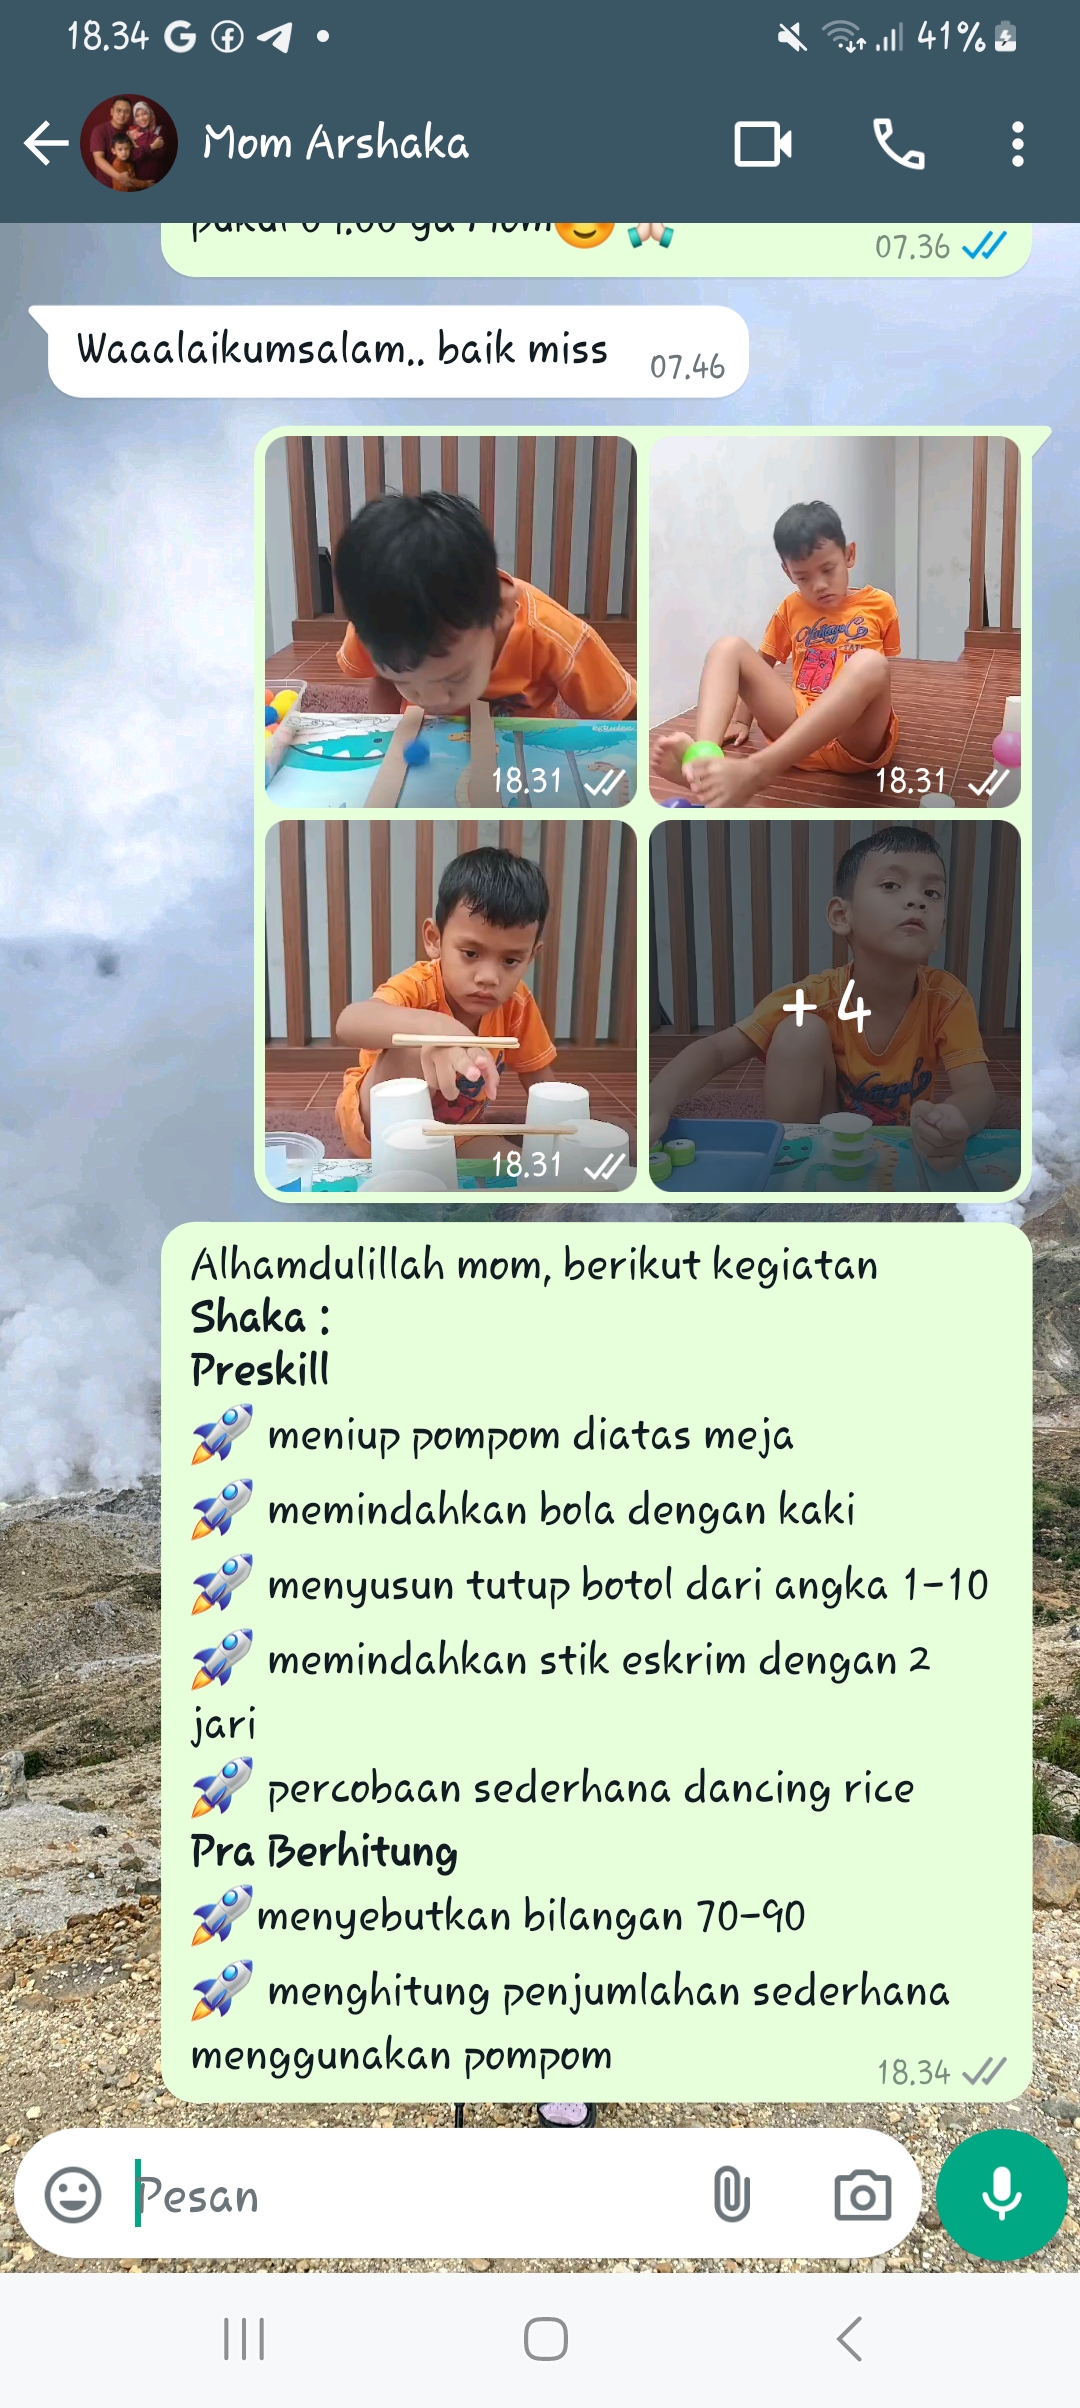 18.34
41%
Mom Arshaka
07.36
Waaalaikumsalam.. baik miss 07.46
18.31
18.31
18.31
+ 4
Alhamdulillah mom, berikut kegiatan
Shaka :
Preskill
🚀 meniup pompom diatas meja
🚀 memindahkan bola dengan kaki
🚀 menyusun tutup botol dari angka 1-10
🚀 memindahkan stik eskrim dengan 2
jari
🚀 percobaan sederhana dancing rice
Pra Berhitung
🚀menyebutkan bilangan 70-90
🚀 menghitung penjumlahan sederhana
menggunakan pompom
18.34
Pesan